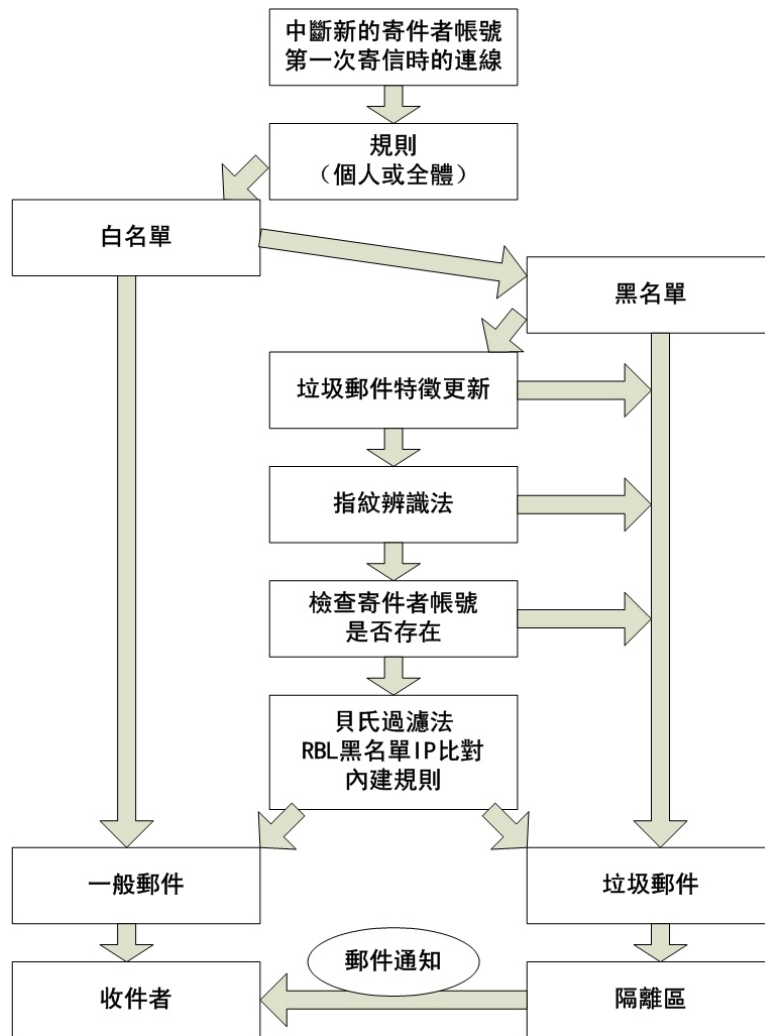 中斷新的寄件者帳號
第一次寄信時的連線
規則
（個人或全體）
白名單
黑名單
垃圾郵件特徵更新
指紋辨識法
檢查寄件者帳號
是否存在
貝氏過濾法
RBL黑名單IP比對
內建規則
一般郵件
垃圾郵件
郵件通知
收件者
隔離區